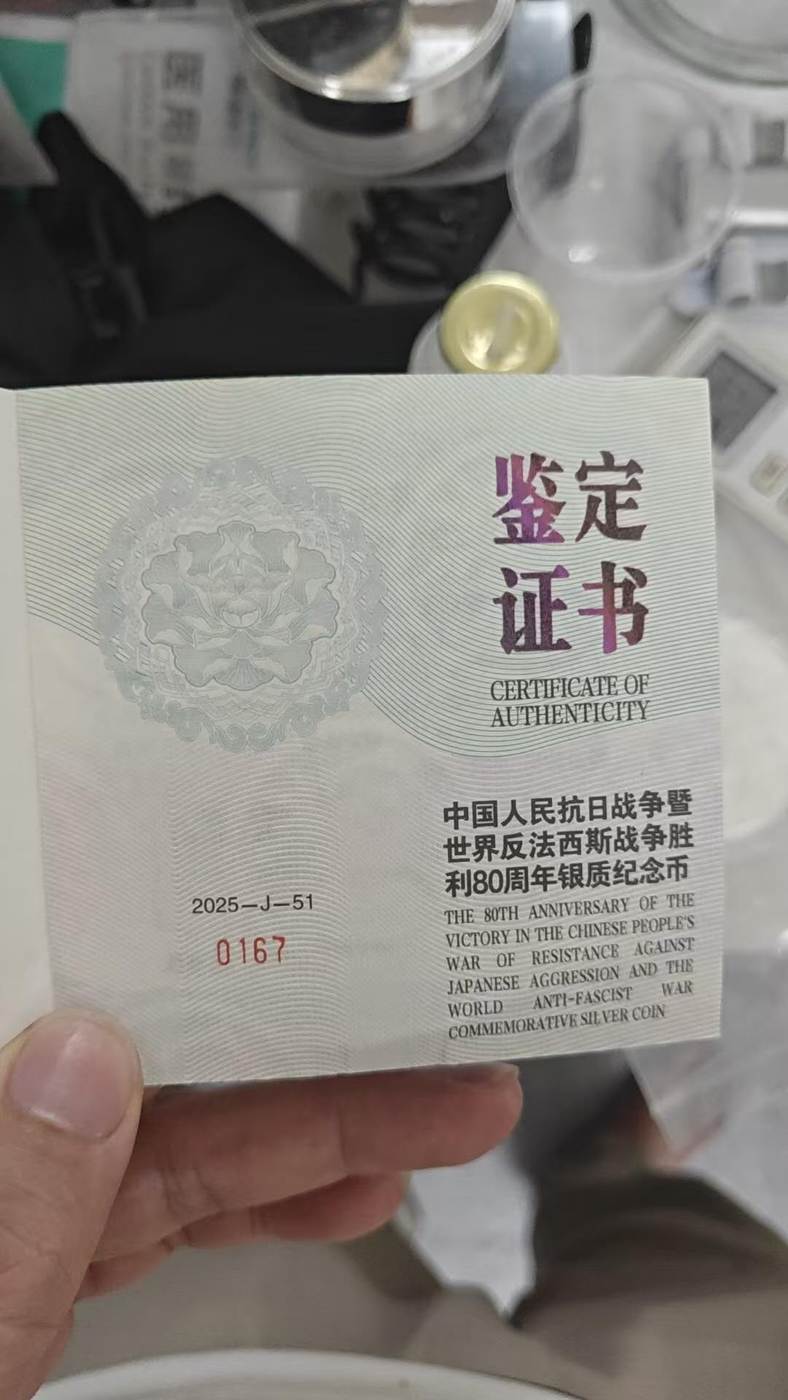 医用
鉴定
证书
CERTIFICATE OF
AUTHENTICITY
中国人民抗日战争暨
世界反法西斯战争胜
利80周年银质纪念币
THE 80TH ANNIVERSARY OF THE
VICTORY IN THE CHINESE PEOPLE'S
WAR OF RESISTANCE AGAINST
JAPANESE AGGRESSION AND THE
WORLD ANTI-FASCIST WAR
COMMEMORATIVE SILVER COIN
2025—J—51
0167